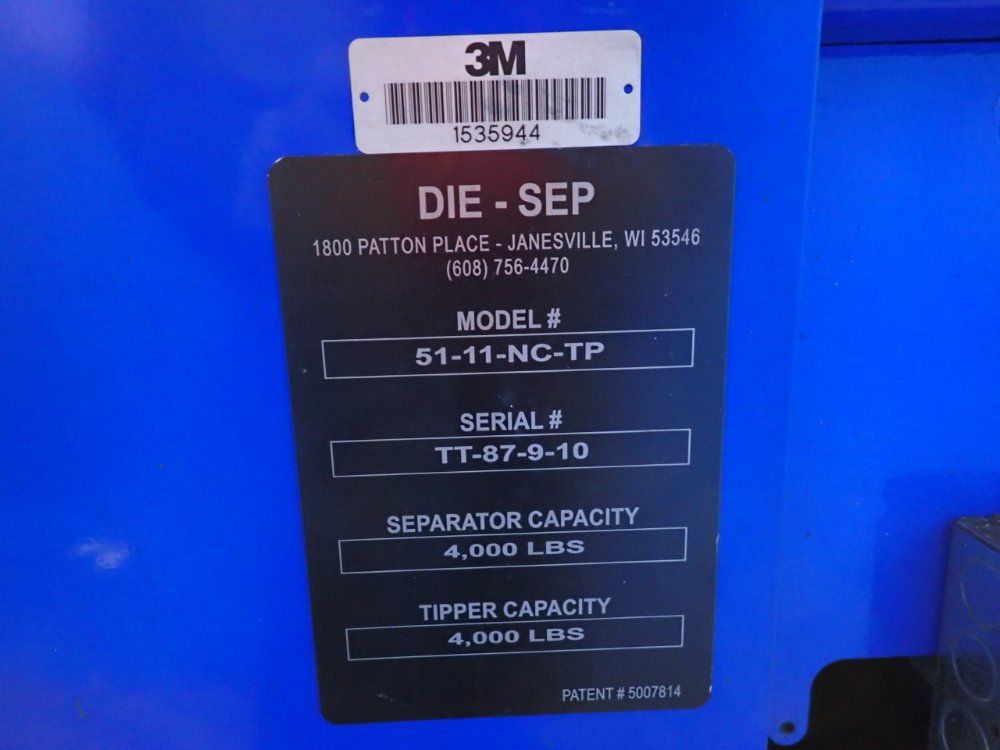 3M
1535944
DIE - SEP
1800 PATTON PLACE - JANESVILLE, WI 53546
(608) 756-4470
MODEL #
51-11-NC-TP
SERIAL #
TT-87-9-10
SEPARATOR CAPACITY
4,000 LBS
TIPPER CAPACITY
4,000 LBS
PATENT # 5007814